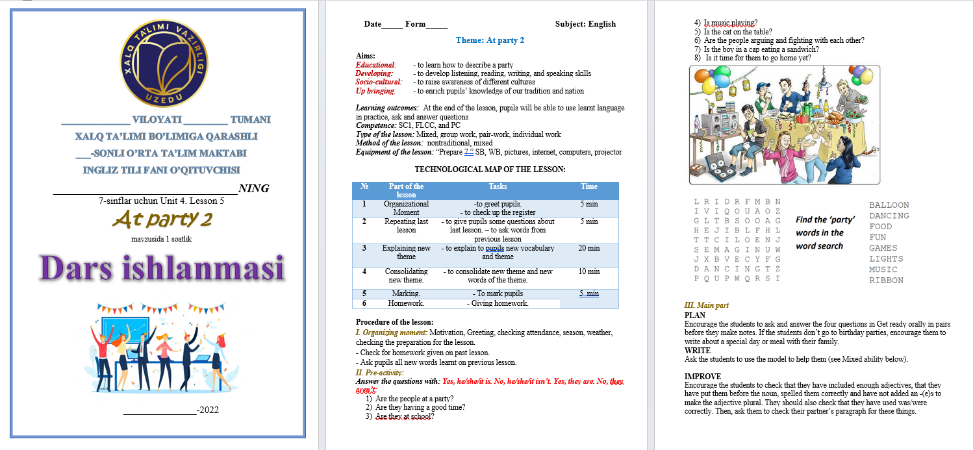 XALQ TA'LIMI VAZIRLIGI
UZEDU
____________ VILOYATI ________ TUMANI
XALQ TA'LIMI BO'LIMIGA QARASHLI
___-SONLI O'RTA TA'LIM MAKTABI
INGLIZ TILI FANI O'QITUVCHISI
______________________________NING
7-sinflar uchun Unit 4. Lesson 5
At party 2
mavzusida 1 soatlik
Dars ishlanmasi
_______________-2022
Date_____ Form_____ Subject: English
Theme: At party 2
Aims:
Educational: - to learn how to describe a party
Developing: - to develop listening, reading, writing, and speaking skills
Socio-cultural: - to raise awareness of different cultures
Up bringing: - to enrich pupils' knowledge of our tradition and nation
Learning outcomes: At the end of the lesson, pupils will be able to use learnt language
in practice, ask and answer questions
Competence: SC1, FLCC, and PC
Type of the lesson: Mixed, group work, pair-work, individual work
Method of the lesson: nontraditional, mixed
Equipment of the lesson: "Prepare 7." SB, WB, pictures, internet, computers, projector
TECHNOLOGICAL MAP OF THE LESSON:
№ Part of the lesson Tasks Time
1 Organizational Moment -to greet pupils. - to check up the register 5 min
2 Repeating last lesson - to give pupils some questions about last lesson. – to ask words from previous lesson 5 min
3 Explaining new theme - to explain to pupils new vocabulary and theme 20 min
4 Consolidating new theme. - to consolidate new theme and new words of the theme. 10 min
5 Marking. - To mark pupils 5 min
6 Homework. - Giving homework.
Procedure of the lesson:
I. Organizing moment: Motivation, Greeting, checking attendance, season, weather,
checking the preparation for the lesson.
- Check for homework given on past lesson.
- Ask pupils all new words learnt on previous lesson.
II. Pre-activity:
Answer the questions with: Yes, he/she/it is. No, he/she/it isn't. Yes, they are. No, they
aren't.
1) Are the people at a party?
2) Are they having a good time?
3) Are they at school?
4) Is music playing?
5) Is the cat on the table?
6) Are the people arguing and fighting with each other?
7) Is the boy in a cap eating a sandwich?
8) Is it time for them to go home yet?
L R I D R F M B N
I V I Q O U A O Z
G L T B S O O A G
H E J I B L F H L
T T C I L O E N J
S E M A G I N U W
J X B V E C Y F G
D A N C I N G T Z
P Q U P W Q R S I
Find the 'party'
words in the
word search
BALLOON
DANCING
FOOD
FUN
GAMES
LIGHTS
MUSIC
RIBBON
III. Main part
PLAN
Encourage the students to ask and answer the four questions in Get ready orally in pairs
before they make notes. If the students don't go to birthday parties, encourage them to
write about a special day or meal with their family.
WRITE
Ask the students to use the model to help them (see Mixed ability below).
IMPROVE
Encourage the students to check that they have included enough adjectives, that they
have put them before the noun, spelled them correctly and have not added an -(e)s to
make the adjective plural. They should also check that they have used was/were
correctly. Then, ask them to check their partner's paragraph for these things.